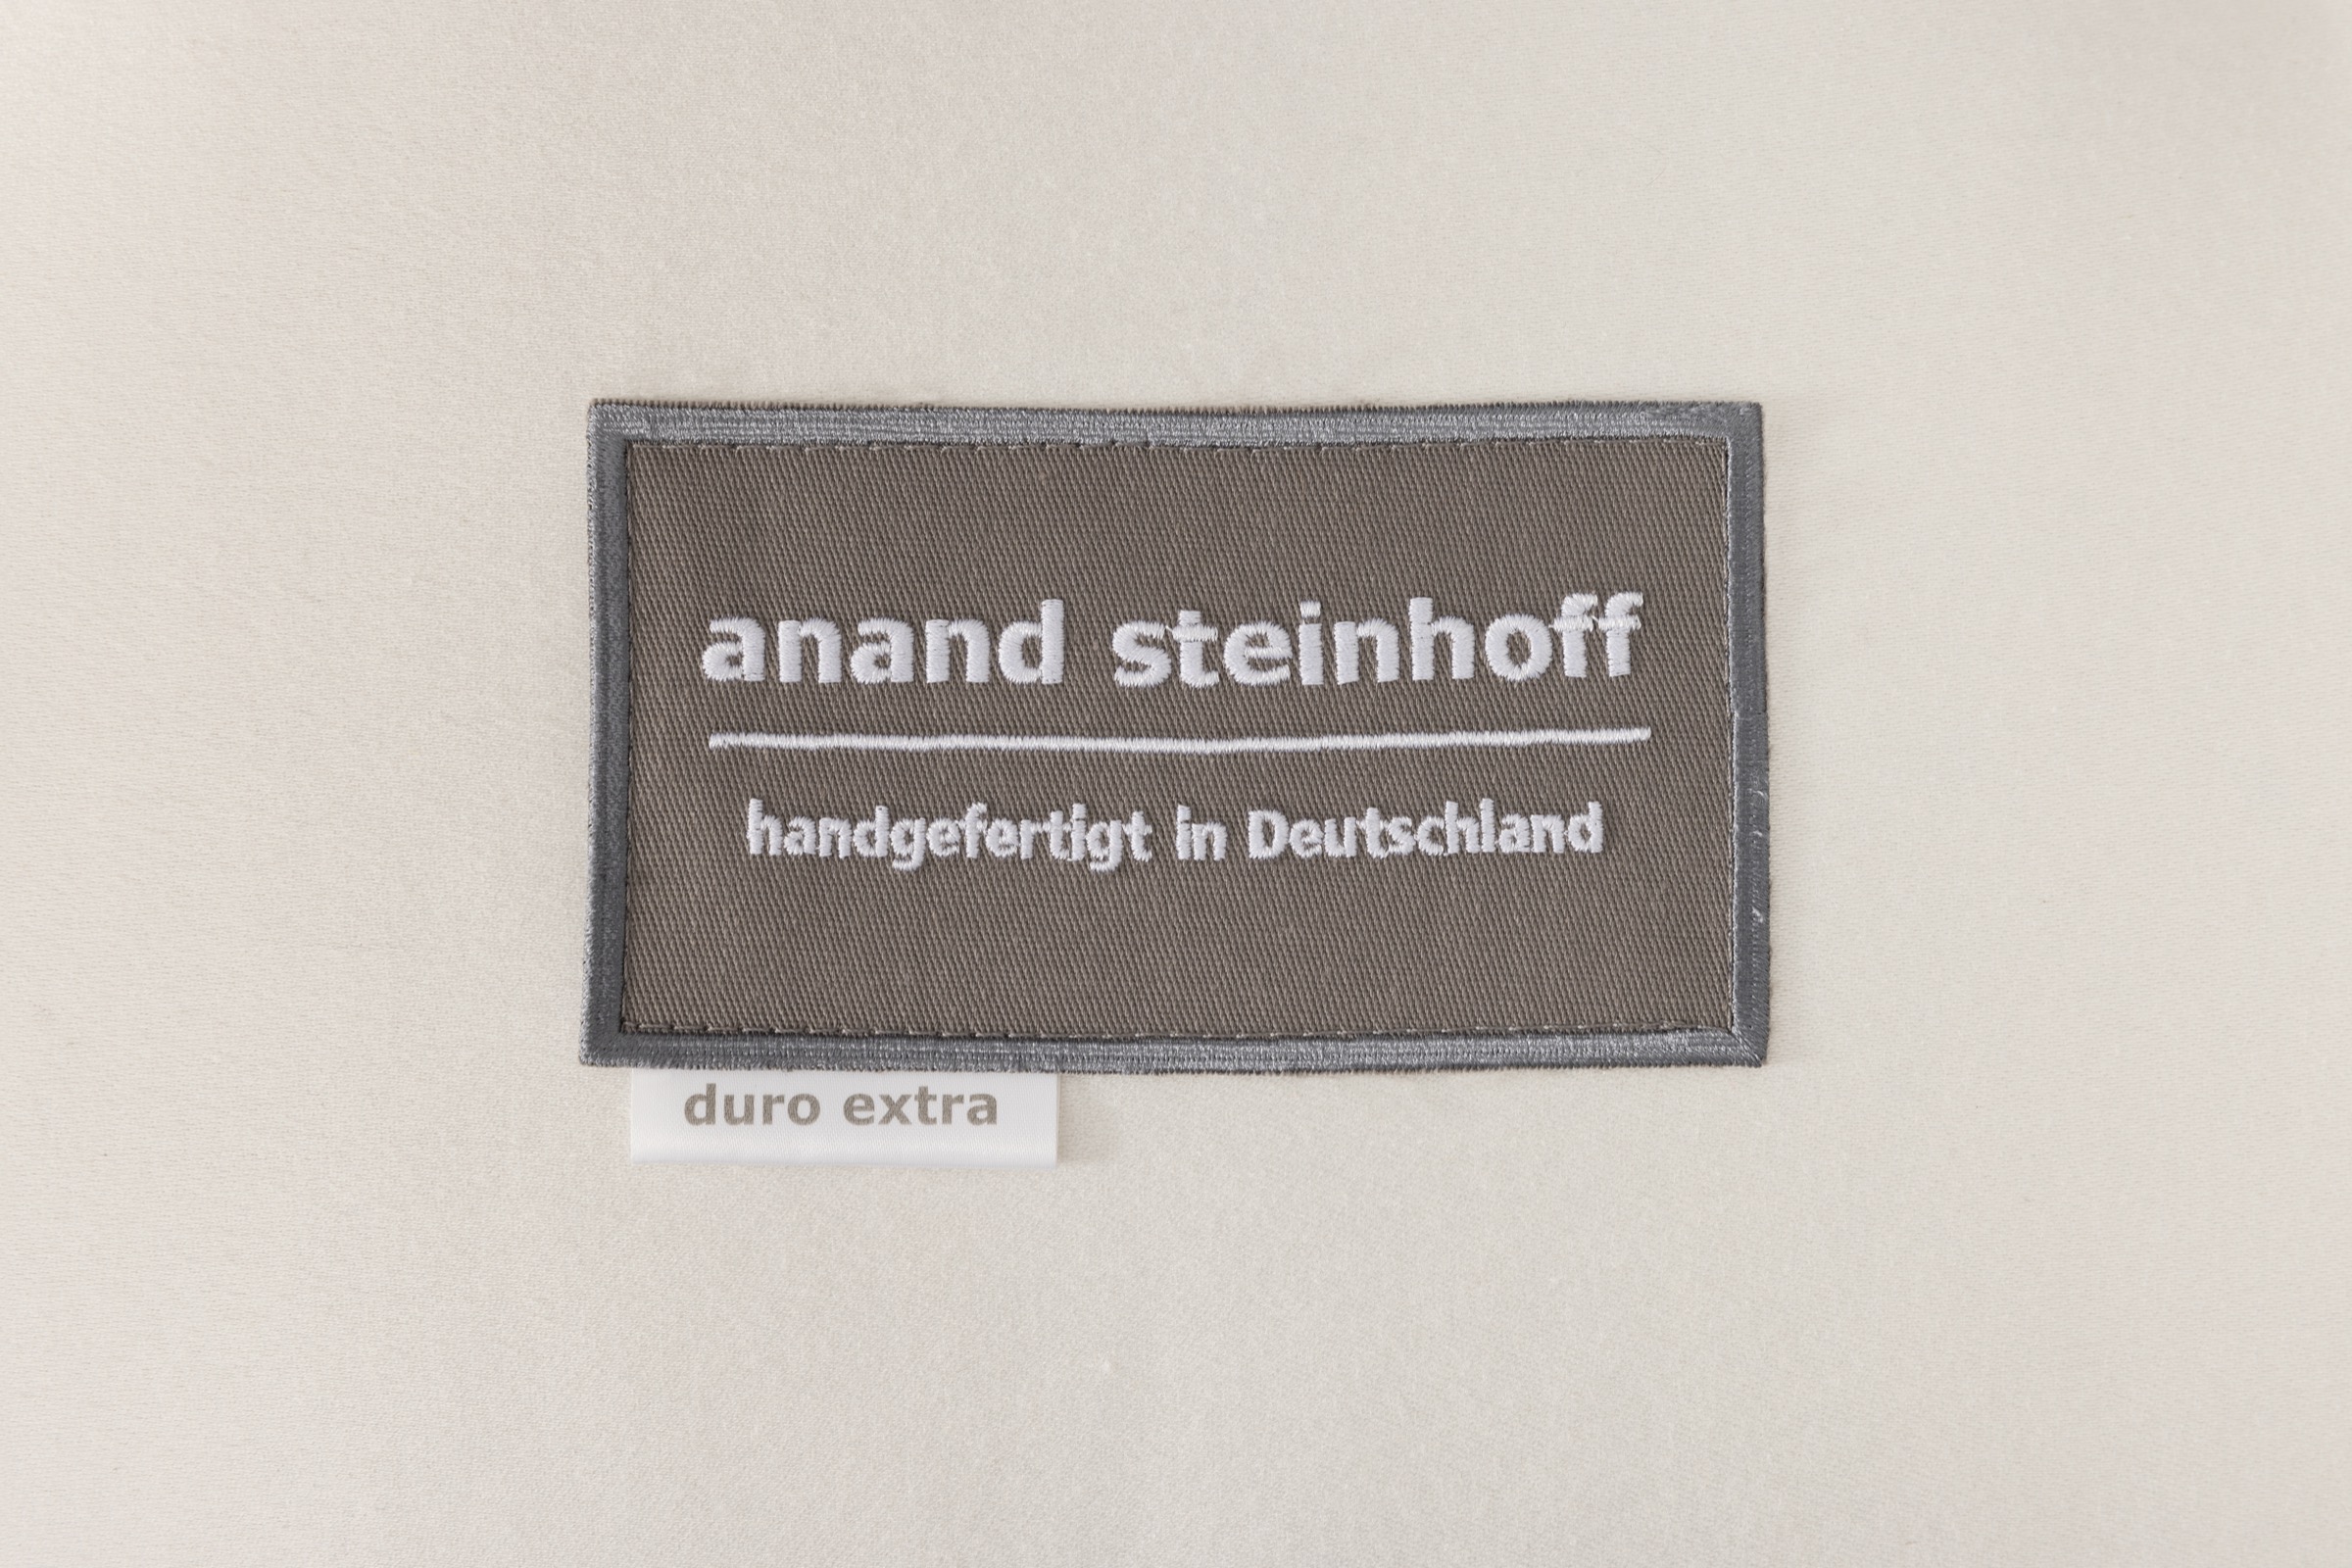 anand steinhoff
handgefertigt in Deutschland
duro extra